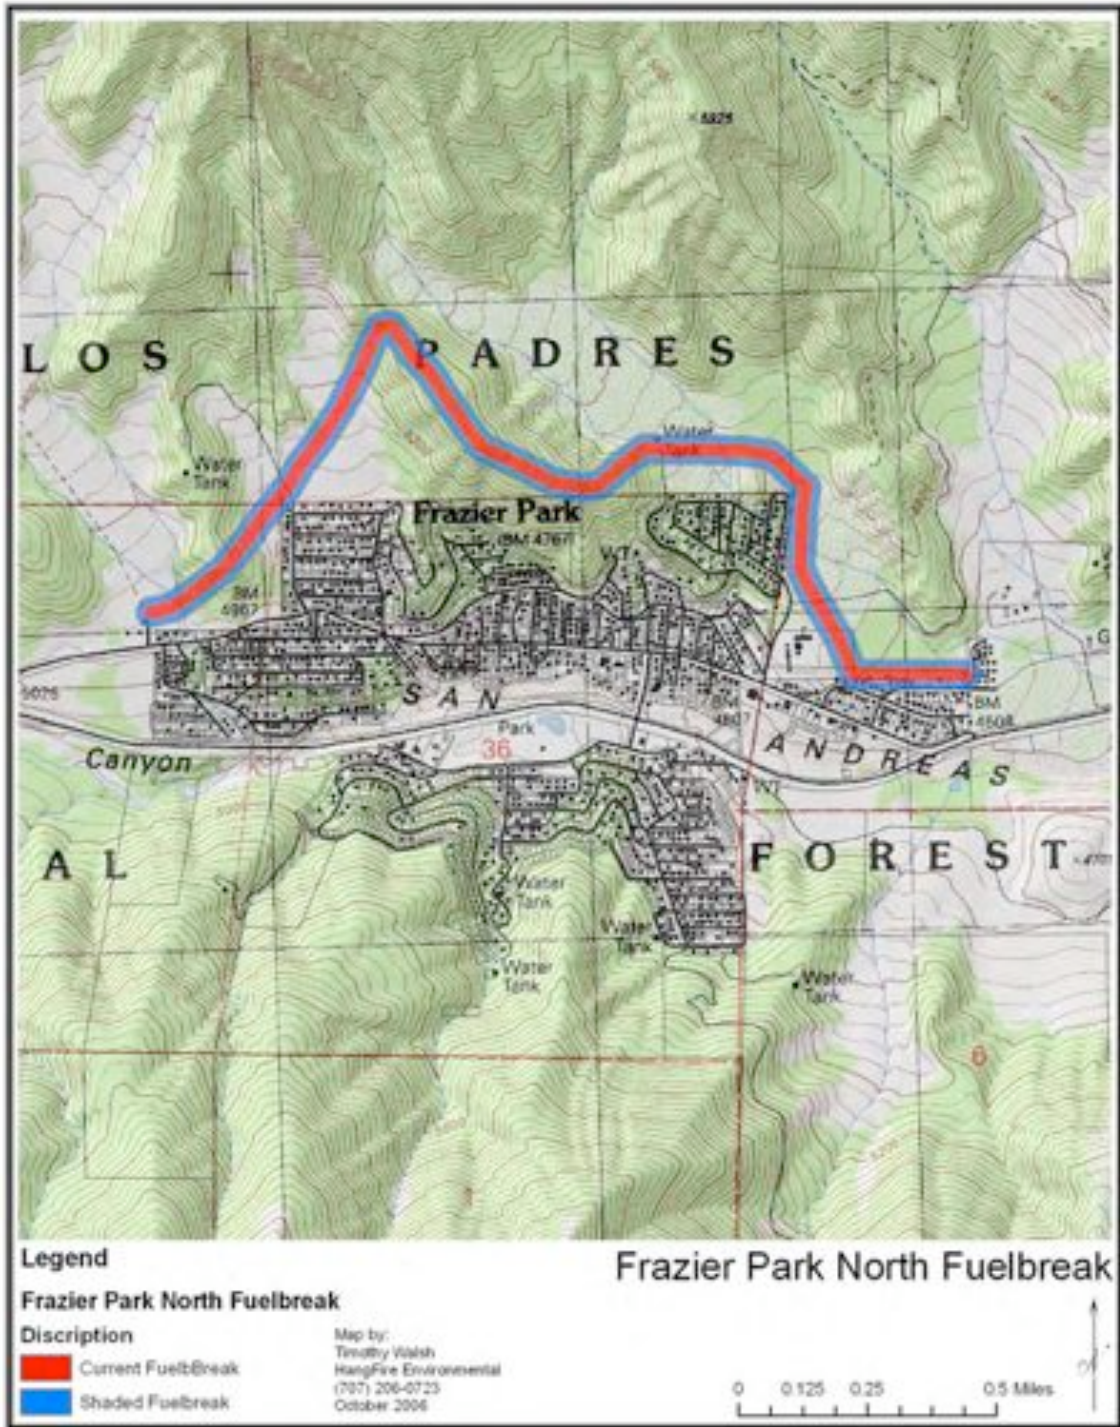 5925
LOS PADRES
Water
Tank
Water
Tank
Frazier Park
(BM 4767)
WT
BM
4967
SAN
BM
4807
BM
4608
Park
36
ANDREAS
Canyon
AL
FOREST
Water
Tank
Water
Tank
Water
Tank
Water
Tank
6
Legend
Frazier Park North Fuelbreak
Frazier Park North Fuelbreak
Discription
Current FuelbBreak
Shaded Fuelbreak
Map by:
Timothy Walsh
HangFire Environmental
(707) 206-0723
October 2006
0 0.125 0.25 0.5 Miles